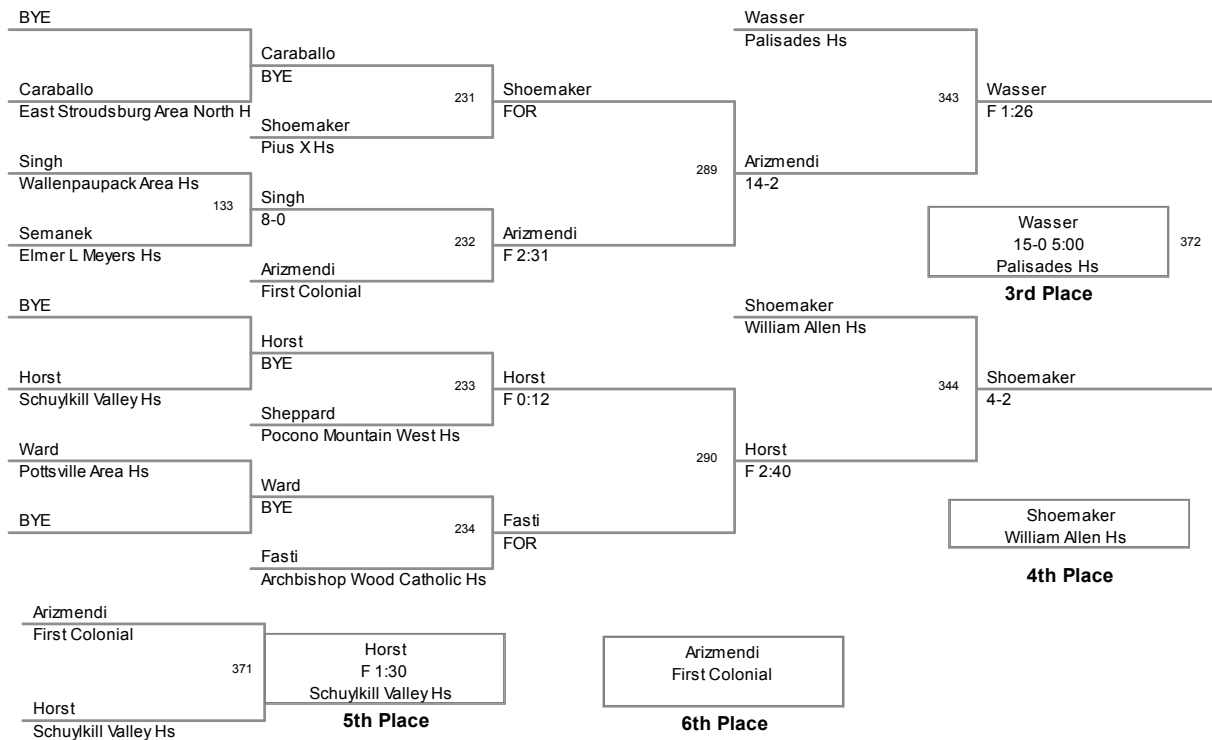 BYE
Caraballo
East Stroudsburg Area North H
Singh
Wallenpaupack Area Hs
133
Semanek
Elmer L Meyers Hs
BYE
Horst
Schuylkill Valley Hs
Ward
Pottsville Area Hs
BYE
Caraballo
BYE
231
Shoemaker
Pius X Hs
Singh
8-0
232
Arizmendi
First Colonial
Horst
BYE
233
Sheppard
Pocono Mountain West Hs
Ward
BYE
234
Fasti
Archbishop Wood Catholic Hs
Shoemaker
FOR
289
Arizmendi
F 2:31
Horst
F 0:12
290
Fasti
FOR
Wasser
Palisades Hs
343
Arizmendi
14-2
Shoemaker
William Allen Hs
344
Horst
F 2:40
Wasser
F 1:26
Wasser
15-0 5:00
Palisades Hs
372
3rd Place
Shoemaker
4-2
Shoemaker
William Allen Hs
4th Place
Arizmendi
First Colonial
371
Horst
Schuylkill Valley Hs
Horst
F 1:30
Schuylkill Valley Hs
5th Place
Arizmendi
First Colonial
6th Place